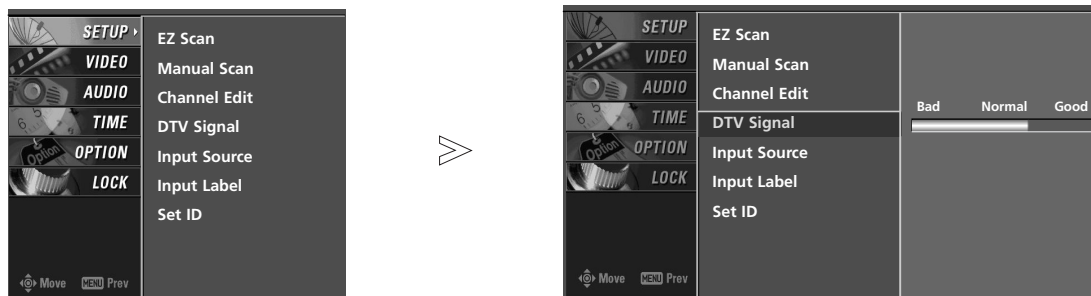 SETUP
VIDEO
AUDIO
TIME
OPTION
LOCK
EZ Scan
Manual Scan
Channel Edit
DTV Signal
Input Source
Input Label
Set ID
Move MENU Prev
>
SETUP
VIDEO
AUDIO
TIME
OPTION
LOCK
EZ Scan
Manual Scan
Channel Edit
DTV Signal
Input Source
Input Label
Set ID
Bad Normal Good
Move MENU Prev